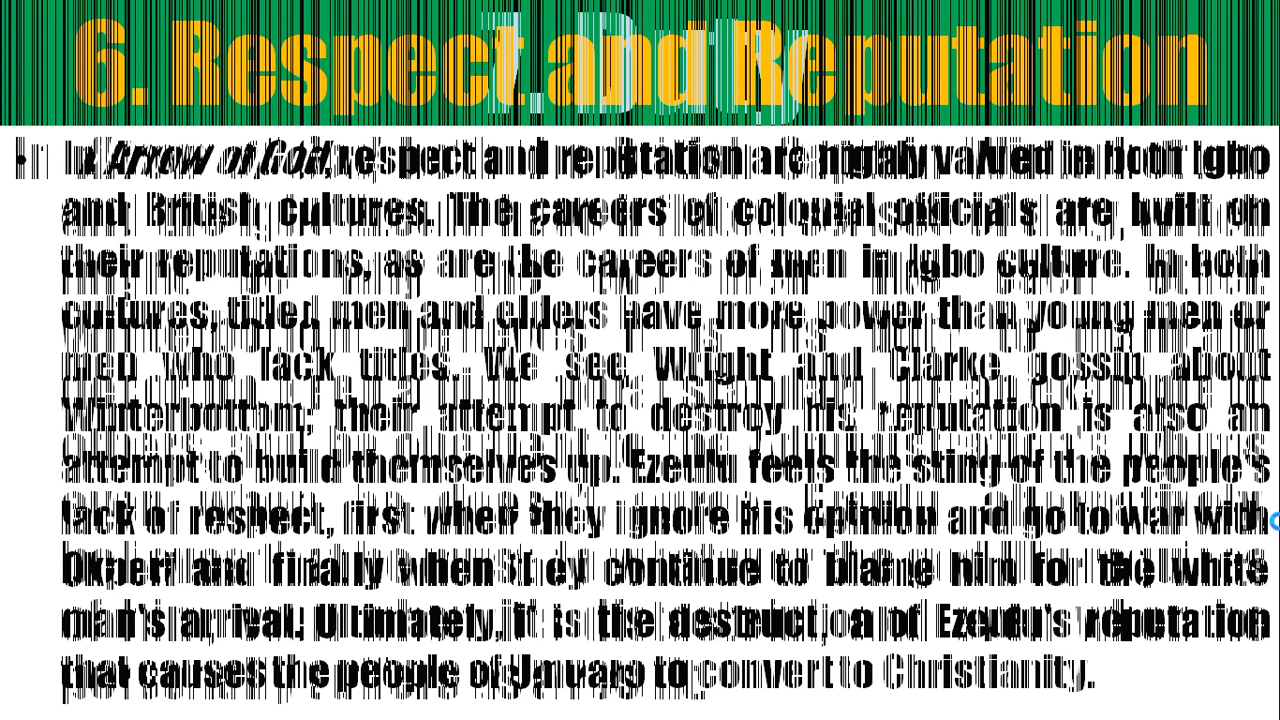 6. Respect and Reputation
• In Arrow of God, respect and reputation are highly valued in both Igbo
and British cultures. The careers of colonial officials are built on
their reputations, as are the careers of men in Igbo culture. In both
cultures, titled men and elders have more power than young men or
men who lack titles. We see Wright and Clarke gossip about
Winterbottom; their attempt to destroy his reputation is also an
attempt to build themselves up. Ezeulu feels the sting of the people's
lack of respect, first when they ignore his opinion and go to war with
Okperi and finally when they continue to blame him for the white
man's arrival. Ultimately, it is the destruction of Ezeulu's reputation
that causes the people of Umuaro to convert to Christianity.